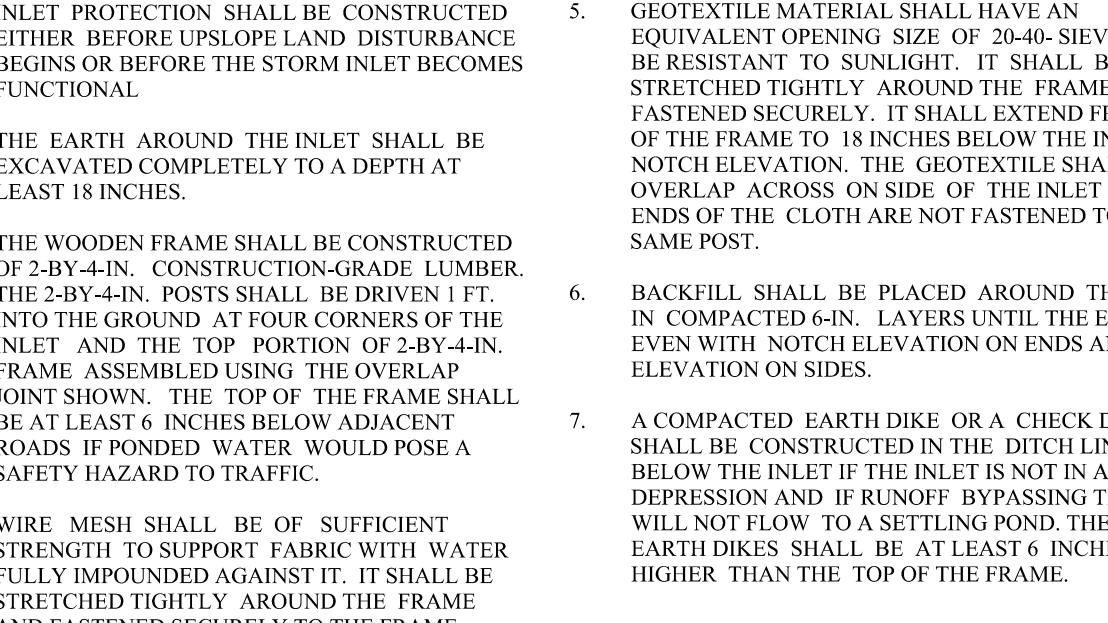 INLET PROTECTION SHALL BE CONSTRUCTED
EITHER BEFORE UPSLOPE LAND DISTURBANCE
BEGINS OR BEFORE THE STORM INLET BECOMES
FUNCTIONAL
THE EARTH AROUND THE INLET SHALL BE
EXCAVATED COMPLETELY TO A DEPTH AT
LEAST 18 INCHES.
THE WOODEN FRAME SHALL BE CONSTRUCTED
OF 2-BY-4-IN. CONSTRUCTION-GRADE LUMBER.
THE 2-BY-4-IN. POSTS SHALL BE DRIVEN 1 FT.
INTO THE GROUND AT FOUR CORNERS OF THE
INLET AND THE TOP PORTION OF 2-BY-4-IN.
FRAME ASSEMBLED USING THE OVERLAP
JOINT SHOWN. THE TOP OF THE FRAME SHALL
BE AT LEAST 6 INCHES BELOW ADJACENT
ROADS IF PONDED WATER WOULD POSE A
SAFETY HAZARD TO TRAFFIC.
WIRE MESH SHALL BE OF SUFFICIENT
STRENGTH TO SUPPORT FABRIC WITH WATER
FULLY IMPOUNDED AGAINST IT. IT SHALL BE
STRETCHED TIGHTLY AROUND THE FRAME
AND FASTENED SECURELY TO THE FRAME.
5. GEOTEXTILE MATERIAL SHALL HAVE AN
EQUIVALENT OPENING SIZE OF 20-40- SIEV
BE RESISTANT TO SUNLIGHT. IT SHALL B
STRETCHED TIGHTLY AROUND THE FRAME
FASTENED SECURELY. IT SHALL EXTEND FR
OF THE FRAME TO 18 INCHES BELOW THE IN
NOTCH ELEVATION. THE GEOTEXTILE SHA
OVERLAP ACROSS ON SIDE OF THE INLET
ENDS OF THE CLOTH ARE NOT FASTENED TO
SAME POST.
6. BACKFILL SHALL BE PLACED AROUND TH
IN COMPACTED 6-IN. LAYERS UNTIL THE E
EVEN WITH NOTCH ELEVATION ON ENDS A
ELEVATION ON SIDES.
7. A COMPACTED EARTH DIKE OR A CHECK D
SHALL BE CONSTRUCTED IN THE DITCH LIN
BELOW THE INLET IF THE INLET IS NOT IN A
DEPRESSION AND IF RUNOFF BYPASSING T
WILL NOT FLOW TO A SETTLING POND. THE
EARTH DIKES SHALL BE AT LEAST 6 INCH
HIGHER THAN THE TOP OF THE FRAME.